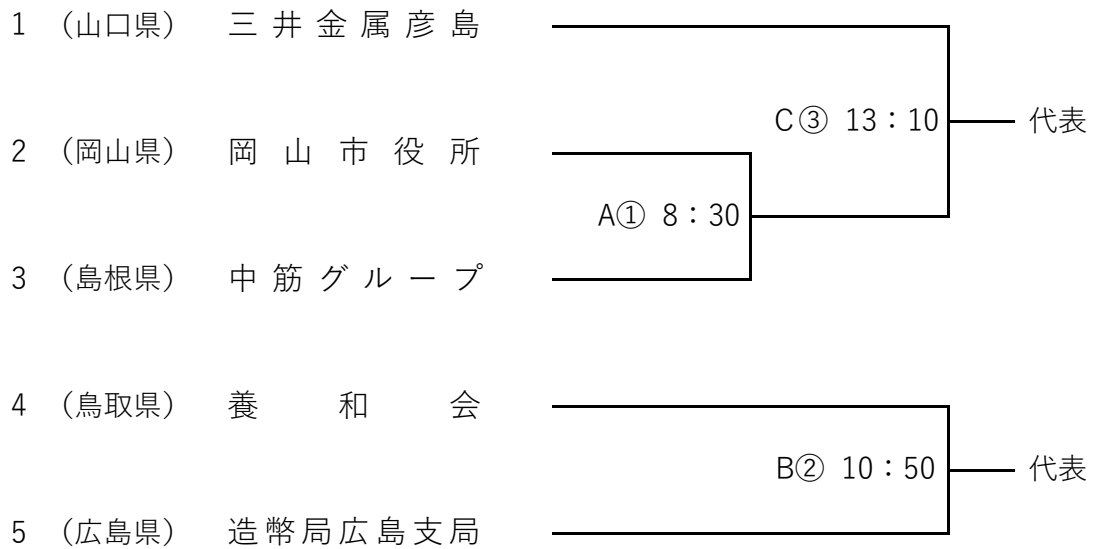 1 （山口県） 三井金属彦島
C③ 13：10 代表
2 （岡山県） 岡山市役所
A① 8：30
3 （島根県） 中筋グループ
4 （鳥取県） 養和会
B② 10：50 代表
5 （広島県） 造幣局広島支局